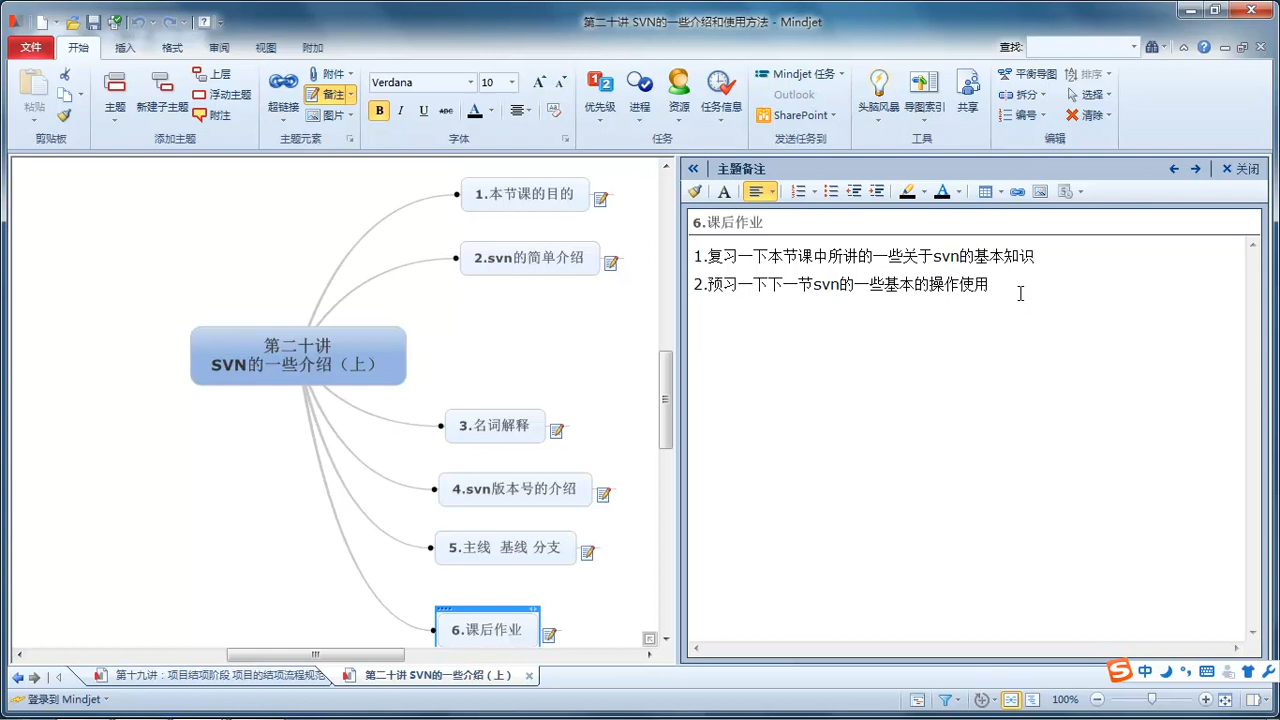 第二十讲 SVN的一些介绍和使用方法 - Mindjet
文件 开始 插入 格式 审阅 视图 附加 查找:
粘贴 主题 新建子主题 上层 浮动主题 附注 超链接 附件 备注 图片 Verdana 10 B I U abc A 优先级 进程 资源 任务信息 Mindjet 任务 Outlook SharePoint 头脑风暴 导图索引 共享 平衡导图 拆分 编号 排序 选择 清除
剪贴板 添加主题 主题元素 字体 任务 发送任务到 工具 编辑
1.本节课的目的
2.svn的简单介绍
第二十讲
SVN的一些介绍（上）
3.名词解释
4.svn版本号的介绍
5.主线 基线 分支
6.课后作业
主题备注 关闭
6.课后作业
1.复习一下本节课中所讲的一些关于svn的基本知识
2.预习一下下一节svn的一些基本的操作使用
第十九讲：项目结项阶段 项目的结项流程规范 第二十讲 SVN的一些介绍（上）
中
登录到 Mindjet 100%